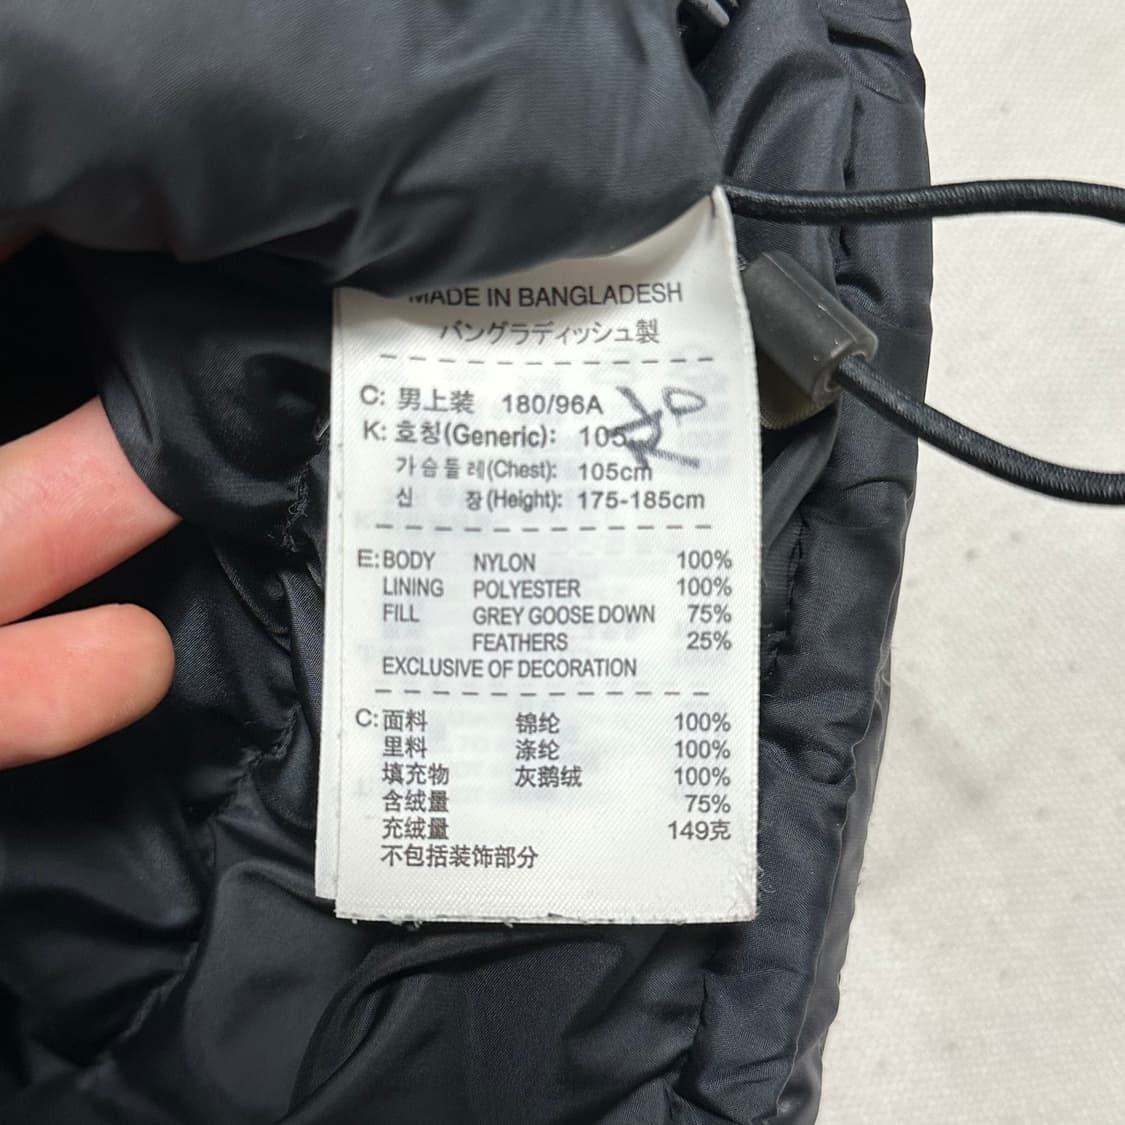 MADE IN BANGLADESH
バングラディッシュ製
C: 男上装 180/96A
K: 호칭(Generic): 105
가슴둘레(Chest): 105cm
신 장(Height): 175-185cm
E: BODY NYLON 100%
LINING POLYESTER 100%
FILL GREY GOOSE DOWN 75%
FEATHERS 25%
EXCLUSIVE OF DECORATION
C: 面料 锦纶 100%
里料 涤纶 100%
填充物 灰鹅绒 100%
含绒量 75%
充绒量 149克
不包括装饰部分